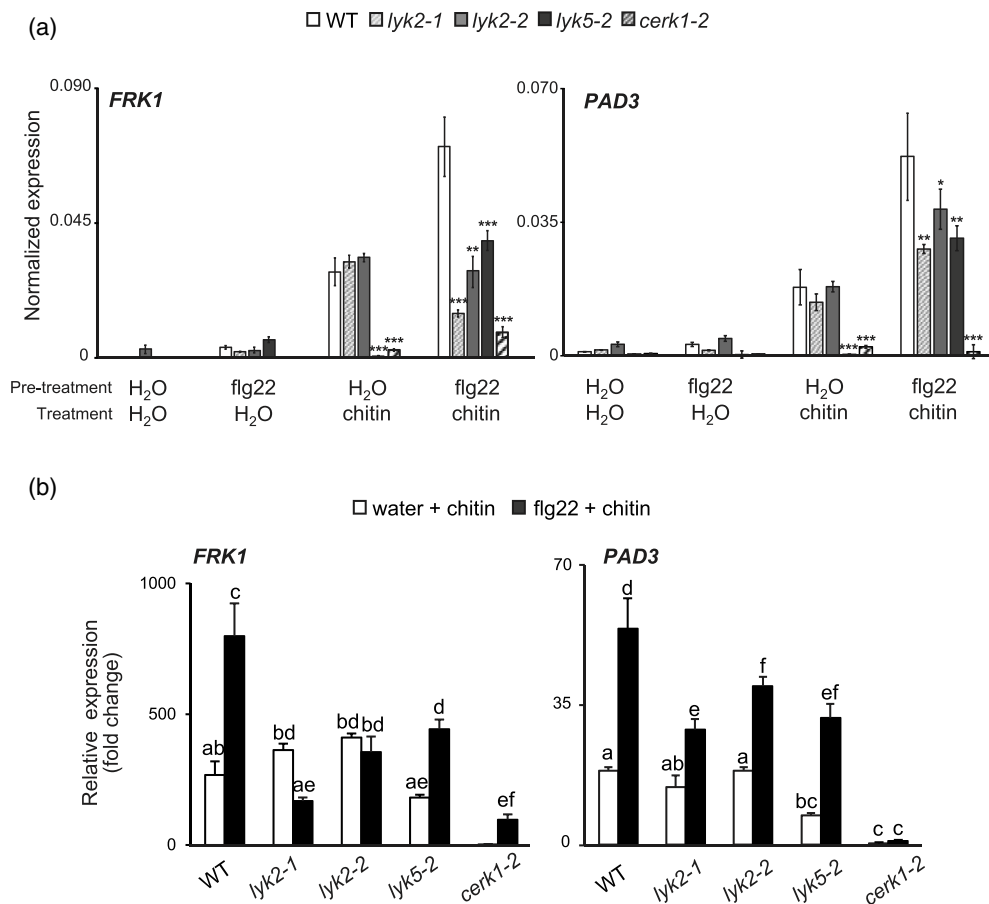 (a)
WT lyk2-1 lyk2-2 lyk5-2 cerk1-2
FRK1
PAD3
Normalized expression
0.090
0.045
0
0.070
0.035
0
*** ***
*** ** *** ***
*** ***
** * ** ***
Pre-treatment H₂O flg22 H₂O flg22 H₂O flg22 H₂O flg22
Treatment H₂O H₂O chitin chitin H₂O H₂O chitin chitin
(b)
water + chitin flg22 + chitin
FRK1
PAD3
Relative expression
(fold change)
1000
500
0
ab c bd ae bd bd ae d ef
70
35
0
a d ab e a f bc ef c c
WT lyk2-1 lyk2-2 lyk5-2 cerk1-2
WT lyk2-1 lyk2-2 lyk5-2 cerk1-2